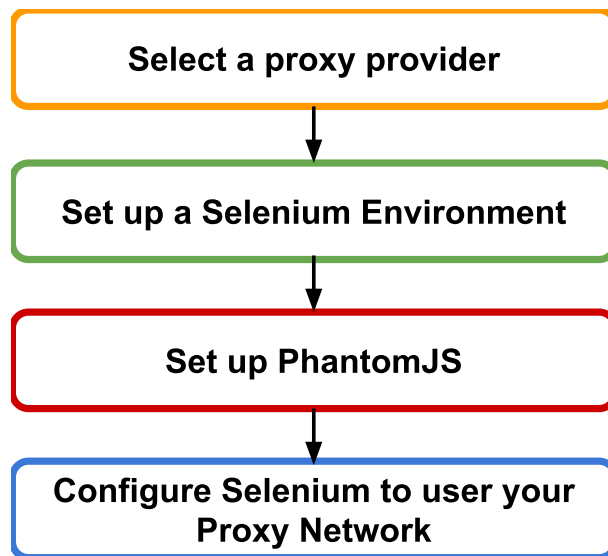 Select a proxy provider
Set up a Selenium Environment
Set up PhantomJS
Configure Selenium to user your
Proxy Network